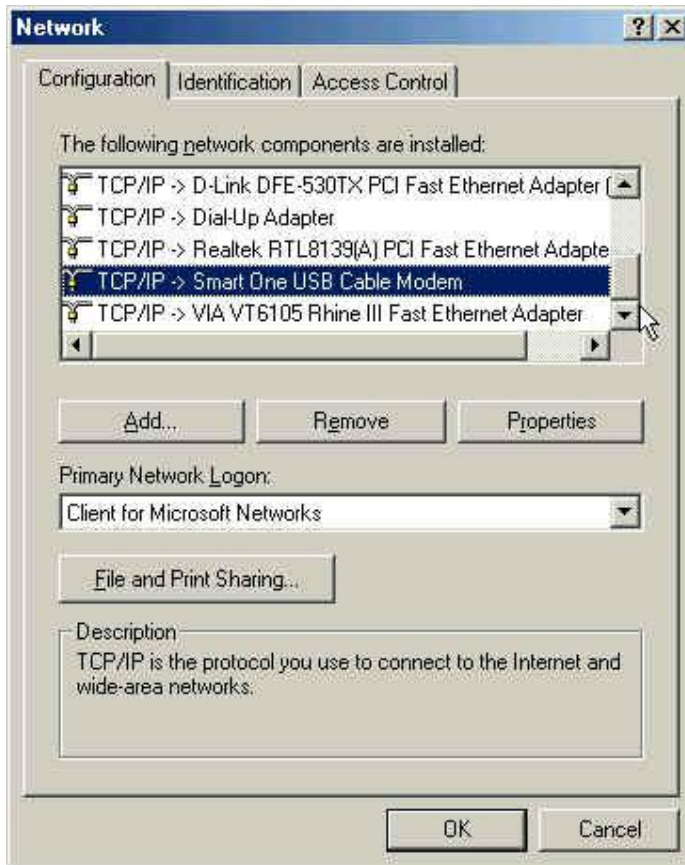 Network
Configuration Identification Access Control
The following network components are installed:
TCP/IP -> D-Link DFE-530TX PCI Fast Ethernet Adapter (
TCP/IP -> Dial-Up Adapter
TCP/IP -> Realtek RTL8139(A) PCI Fast Ethernet Adapte
TCP/IP -> Smart One USB Cable Modem
TCP/IP -> VIA VT6105 Rhine III Fast Ethernet Adapter
Add... Remove Properties
Primary Network Logon:
Client for Microsoft Networks
File and Print Sharing...
Description
TCP/IP is the protocol you use to connect to the Internet and
wide-area networks.
OK Cancel